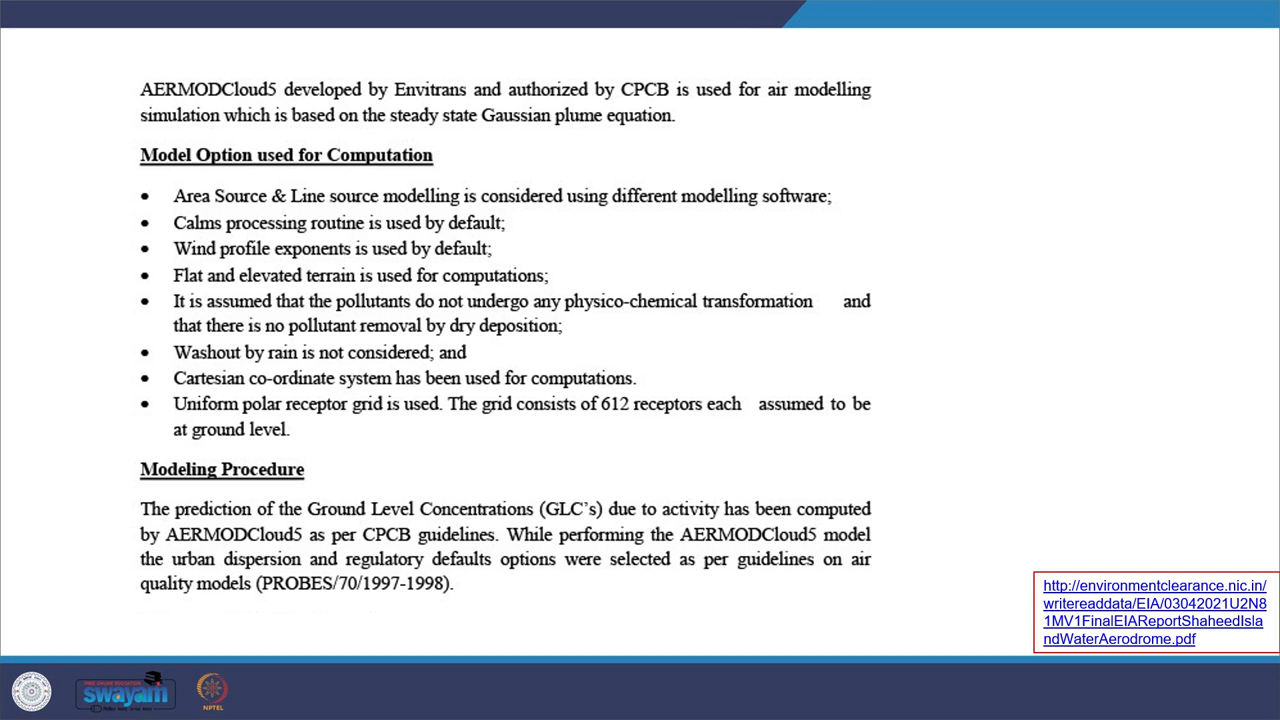 AERMODCloud5 developed by Envitrans and authorized by CPCB is used for air modelling
simulation which is based on the steady state Gaussian plume equation.
Model Option used for Computation
• Area Source & Line source modelling is considered using different modelling software;
• Calms processing routine is used by default;
• Wind profile exponents is used by default;
• Flat and elevated terrain is used for computations;
• It is assumed that the pollutants do not undergo any physico-chemical transformation and
that there is no pollutant removal by dry deposition;
• Washout by rain is not considered; and
• Cartesian co-ordinate system has been used for computations.
• Uniform polar receptor grid is used. The grid consists of 612 receptors each assumed to be
at ground level.
Modeling Procedure
The prediction of the Ground Level Concentrations (GLC's) due to activity has been computed
by AERMODCloud5 as per CPCB guidelines. While performing the AERMODCloud5 model
the urban dispersion and regulatory defaults options were selected as per guidelines on air
quality models (PROBES/70/1997-1998).
http://environmentclearance.nic.in/
writereaddata/EIA/03042021U2N8
1MV1FinalEIAReportShaheedIsla
ndWaterAerodrome.pdf
swayam
NPTEL